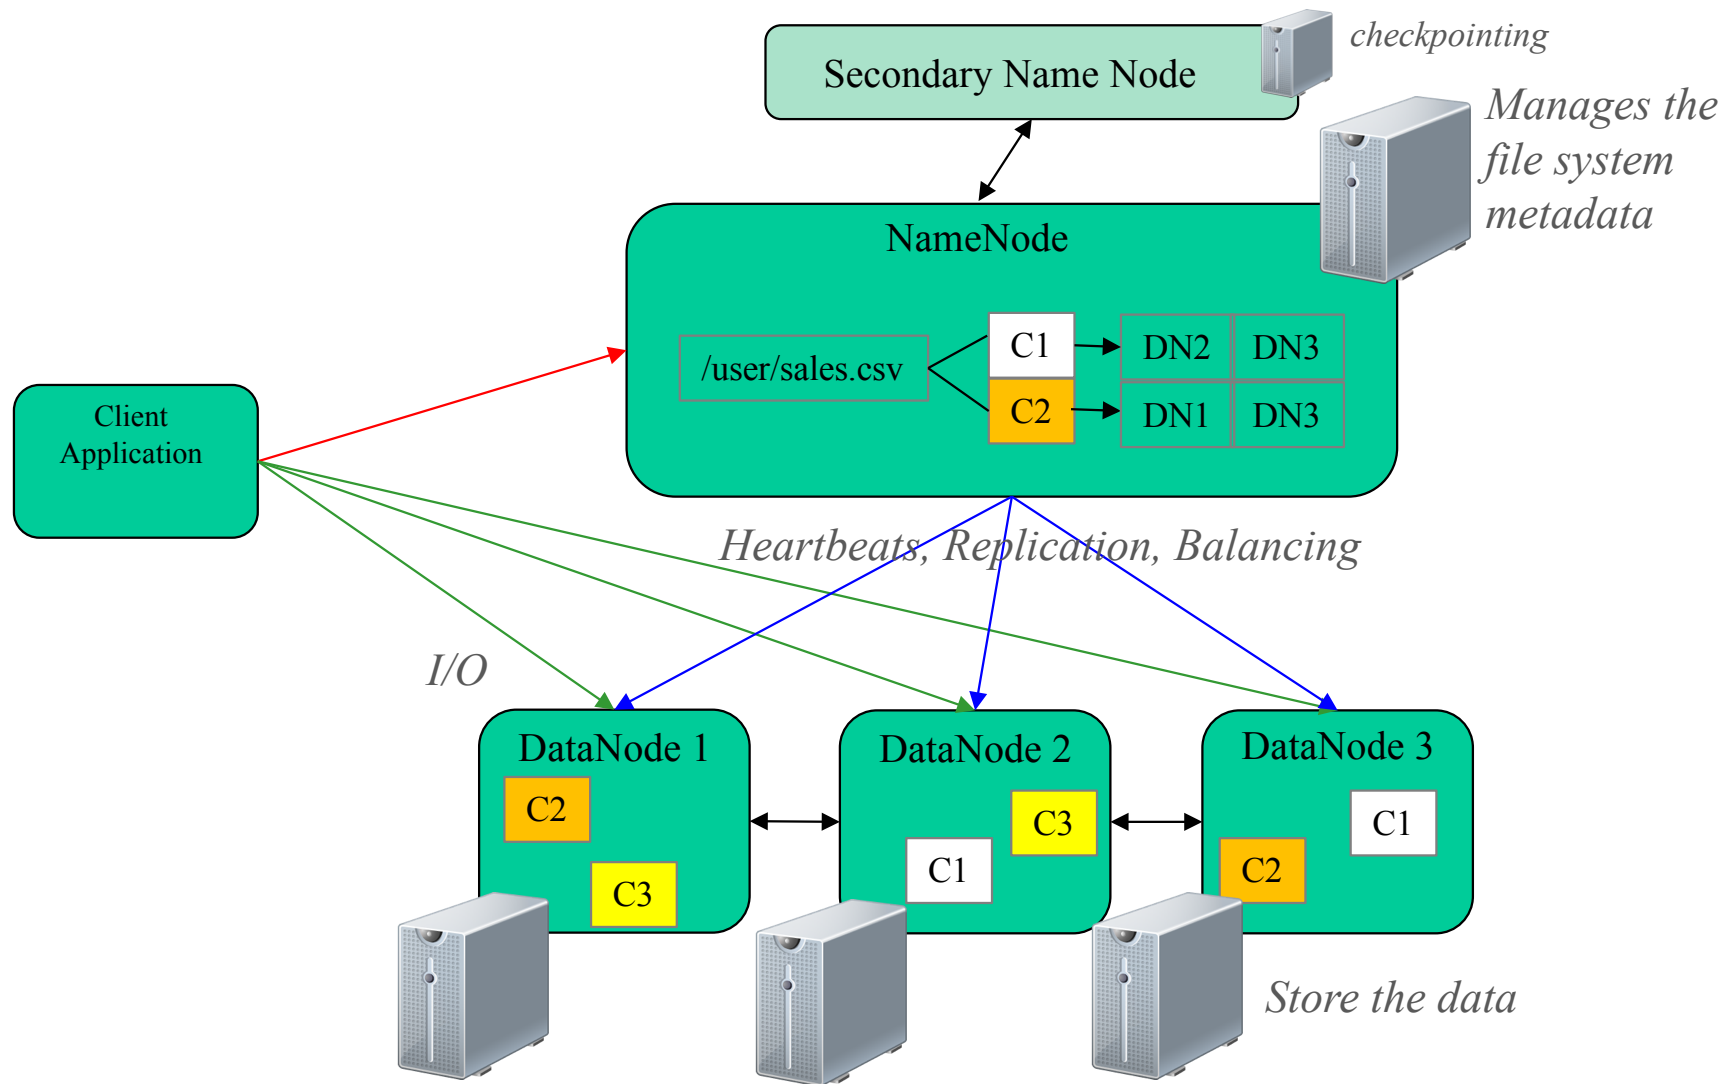 Secondary Name Node
checkpointing
Manages the
file system
metadata
NameNode
/user/sales.csv
C1
DN2
DN3
C2
DN1
DN3
Client
Application
Heartbeats, Replication, Balancing
I/O
DataNode 1
C2
C3
DataNode 2
C3
C1
DataNode 3
C1
C2
Store the data